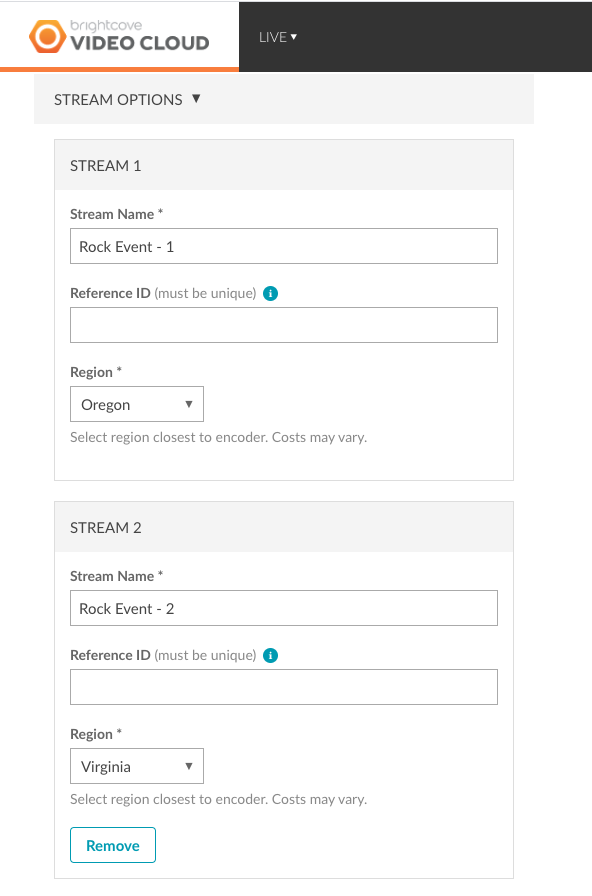 brightcove
VIDEO CLOUD
LIVE ▾
STREAM OPTIONS ▼
STREAM 1
Stream Name *
Rock Event - 1
Reference ID (must be unique) i
Region *
Oregon ▼
Select region closest to encoder. Costs may vary.
STREAM 2
Stream Name *
Rock Event - 2
Reference ID (must be unique) i
Region *
Virginia ▼
Select region closest to encoder. Costs may vary.
Remove